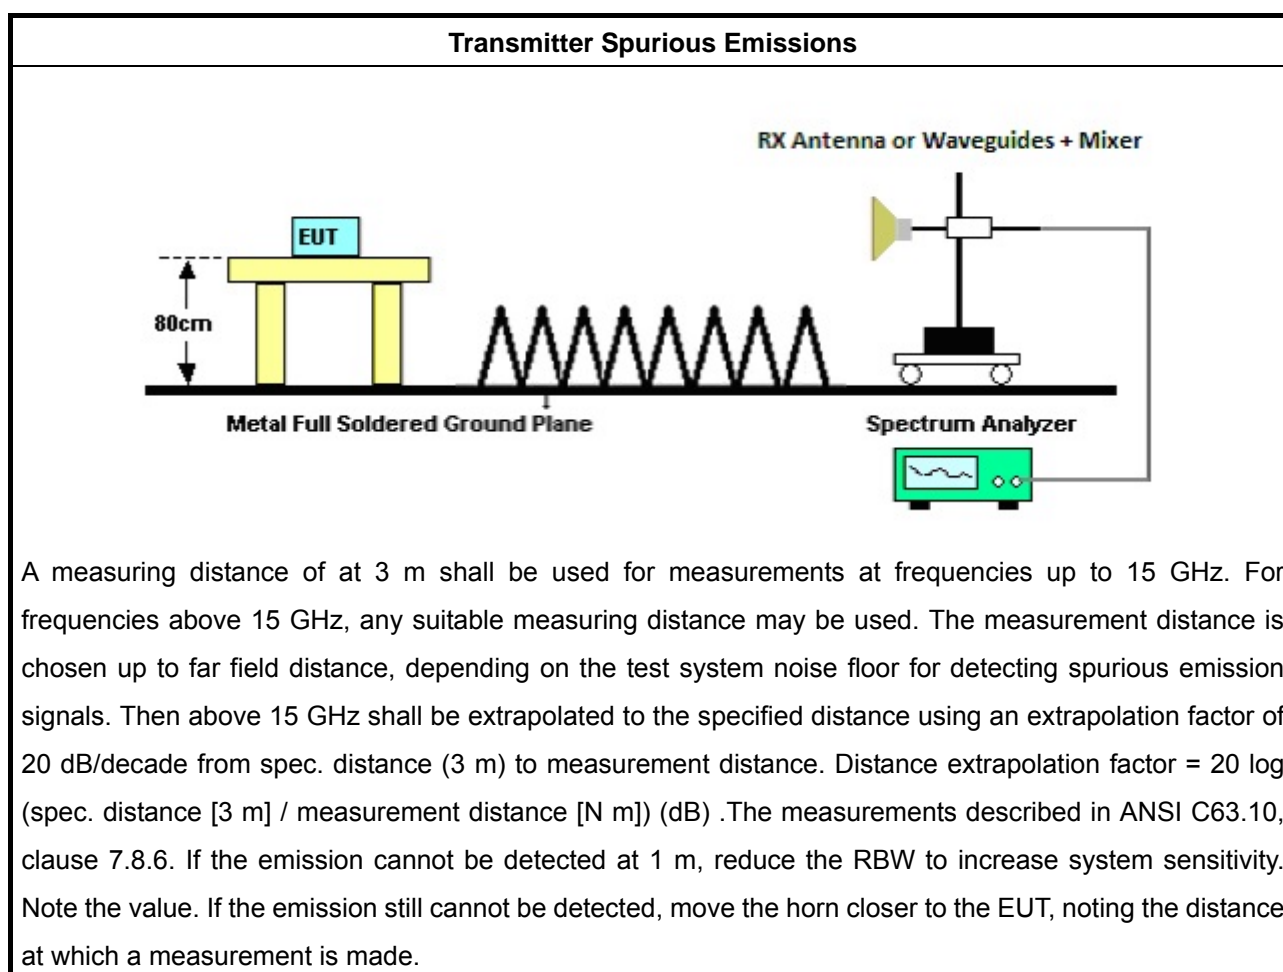 Transmitter Spurious Emissions
RX Antenna or Waveguides + Mixer
EUT
80cm
Metal Full Soldered Ground Plane
Spectrum Analyzer
A measuring distance of at 3 m shall be used for measurements at frequencies up to 15 GHz. For
frequencies above 15 GHz, any suitable measuring distance may be used. The measurement distance is
chosen up to far field distance, depending on the test system noise floor for detecting spurious emission
signals. Then above 15 GHz shall be extrapolated to the specified distance using an extrapolation factor of
20 dB/decade from spec. distance (3 m) to measurement distance. Distance extrapolation factor = 20 log
(spec. distance [3 m] / measurement distance [N m]) (dB) .The measurements described in ANSI C63.10,
clause 7.8.6. If the emission cannot be detected at 1 m, reduce the RBW to increase system sensitivity.
Note the value. If the emission still cannot be detected, move the horn closer to the EUT, noting the distance
at which a measurement is made.